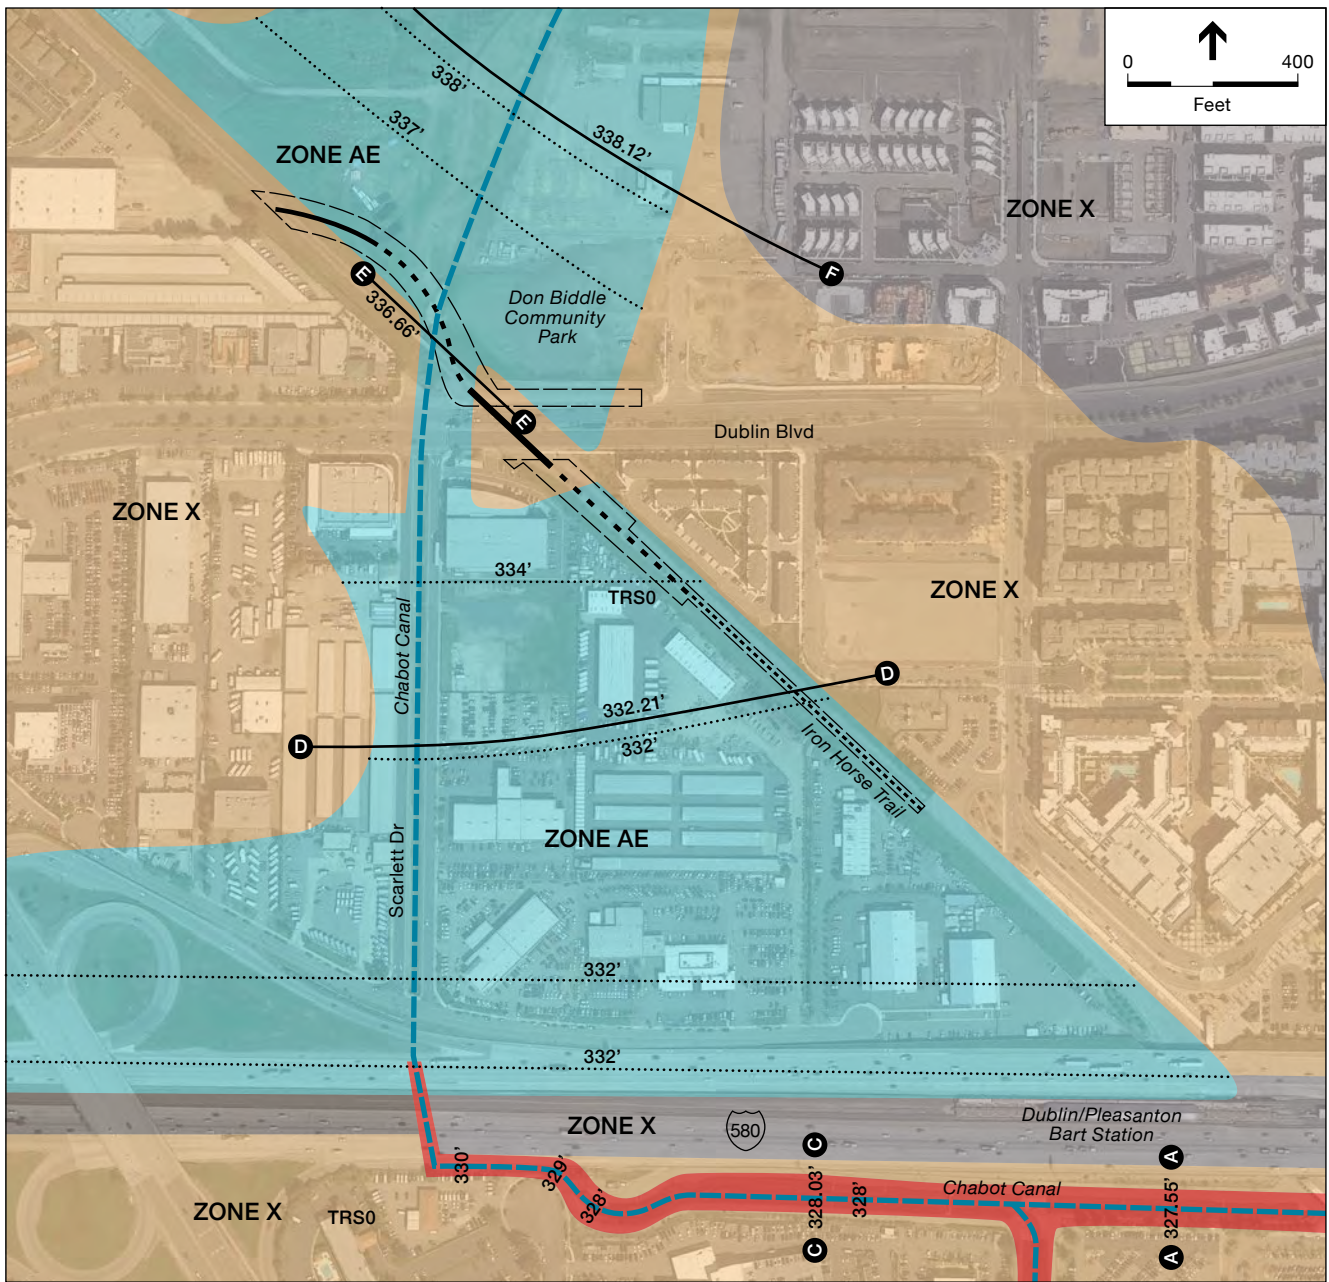 0
400
Feet
338'
337'
338.12'
ZONE AE
ZONE X
E
F
336.66'
Don Biddle
Community
Park
E
Dublin Blvd
ZONE X
334'
TRS0
ZONE X
Chabot Canal
D
332.21'
332'
D
Iron Horse Trail
ZONE AE
Scarlett Dr
332'
332'
ZONE X
580
Dublin/Pleasanton
Bart Station
C
A
330'
329'
328'
328.03'
328'
Chabot Canal
327.55'
ZONE X
TRS0
C
A